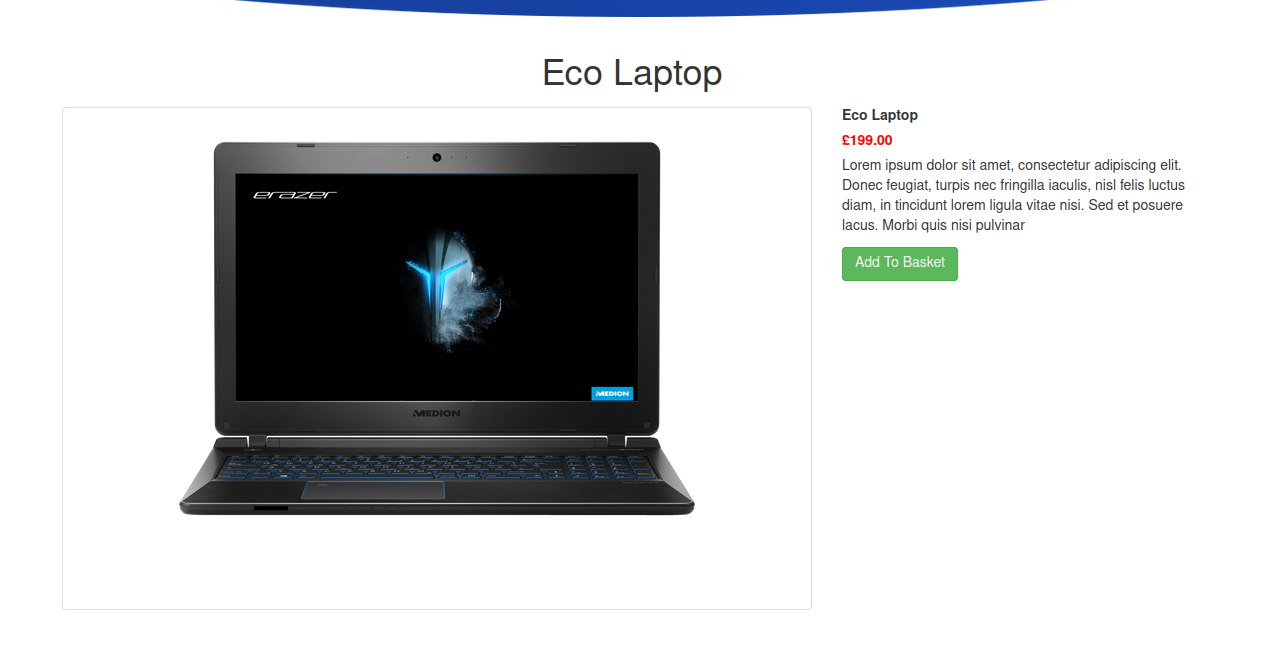 Eco Laptop
erazer
MEDION
MEDION
Eco Laptop
£199.00
Lorem ipsum dolor sit amet, consectetur adipiscing elit.
Donec feugiat, turpis nec fringilla iaculis, nisl felis luctus
diam, in tincidunt lorem ligula vitae nisi. Sed et posuere
lacus. Morbi quis nisi pulvinar
Add To Basket